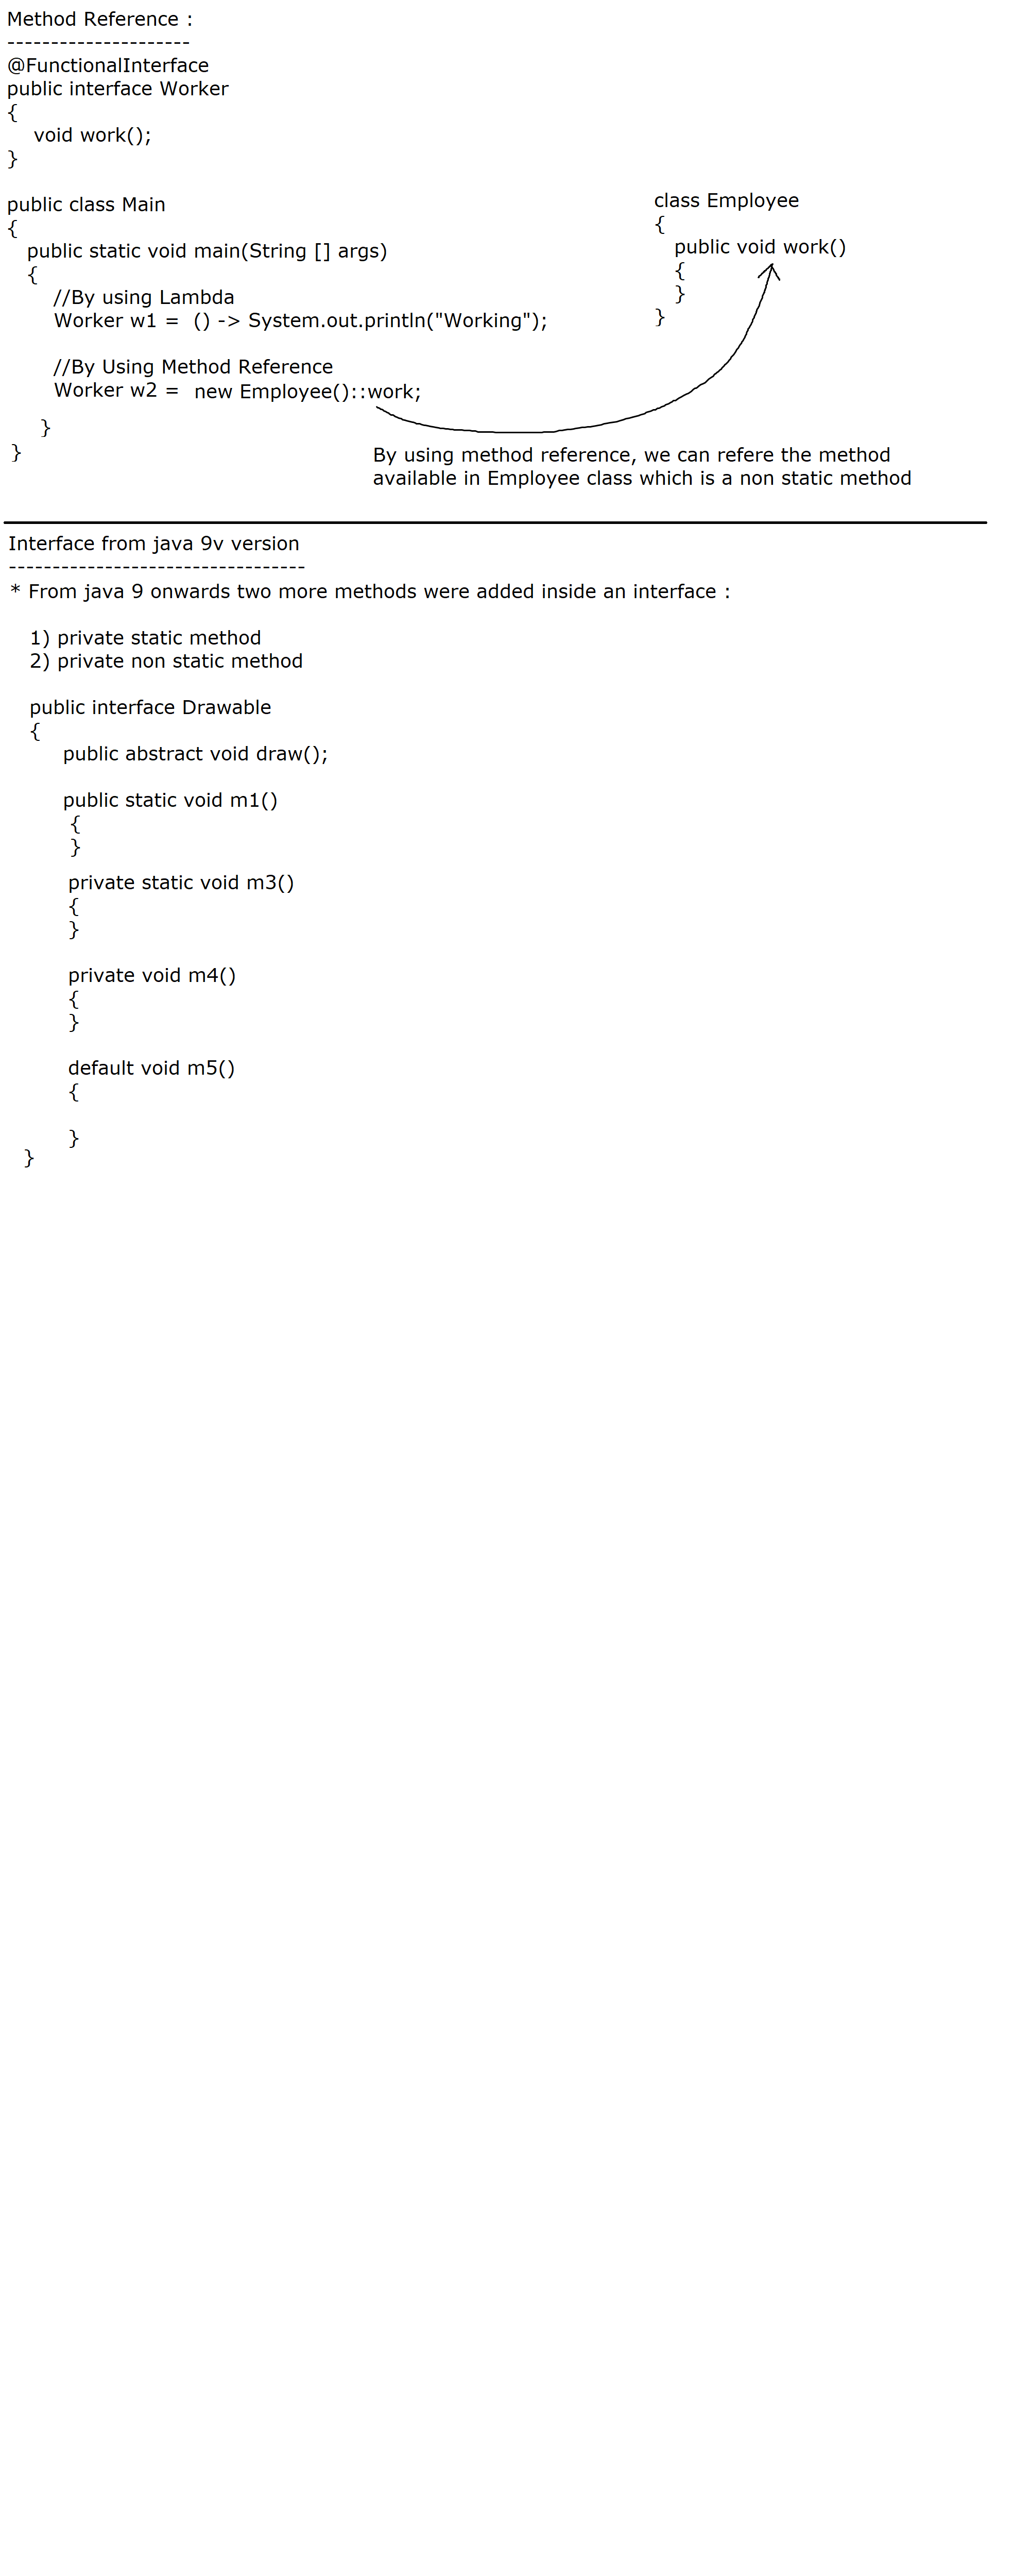 Method Reference :
---------------------
@FunctionalInterface
public interface Worker
{
void work();
}
public class Main
{
public static void main(String [] args)
{
//By using Lambda
Worker w1 = () -> System.out.println("Working");
//By Using Method Reference
Worker w2 = new Employee()::work;
}
}
class Employee
{
public void work()
{
}
}
By using method reference, we can refere the method
available in Employee class which is a non static method
Interface from java 9v version
----------------------------------
* From java 9 onwards two more methods were added inside an interface :
1) private static method
2) private non static method
public interface Drawable
{
public abstract void draw();
public static void m1()
{
}
private static void m3()
{
}
private void m4()
{
}
default void m5()
{
}
}